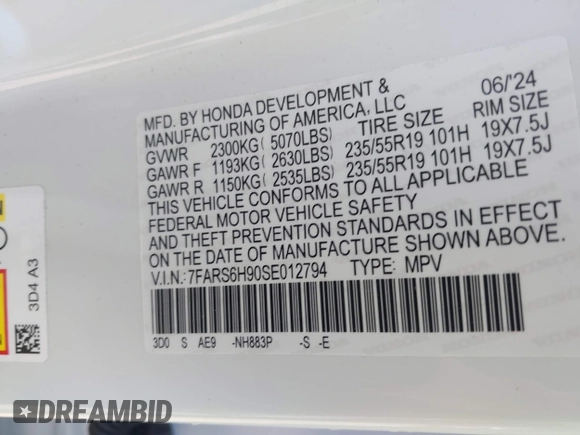 MFD. BY HONDA DEVELOPMENT & 06/'24
MANUFACTURING OF AMERICA, LLC
TIRE SIZE RIM SIZE
GVWR 2300KG( 5070LBS)
GAWR F 1193KG( 2630LBS) 235/55R19 101H 19X7.5J
GAWR R 1150KG( 2535LBS) 235/55R19 101H 19X7.5J
THIS VEHICLE CONFORMS TO ALL APPLICABLE
FEDERAL MOTOR VEHICLE SAFETY
AND THEFT PREVENTION STANDARDS IN EFFECT
ON THE DATE OF MANUFACTURE SHOWN ABOVE.
V.I.N.:7FARS6H90SE012794 TYPE: MPV
3D0 S AE9 -NH883P -S -E
3D4 A3
DREAMBID